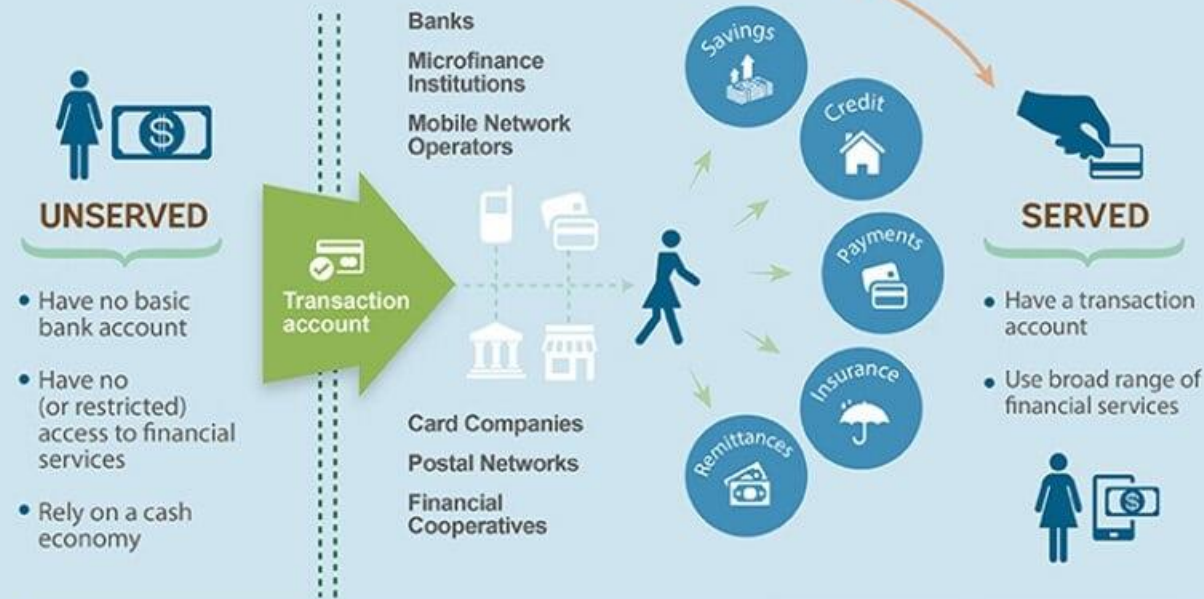 UNSERVED
Have no basic
bank account
Have no
(or restricted)
access to financial
services
Rely on a cash
economy
Transaction
account
Banks
Microfinance
Institutions
Mobile Network
Operators
Card Companies
Postal Networks
Financial
Cooperatives
Savings
Credit
Payments
Insurance
Remittances
SERVED
Have a transaction
account
Use broad range of
financial services